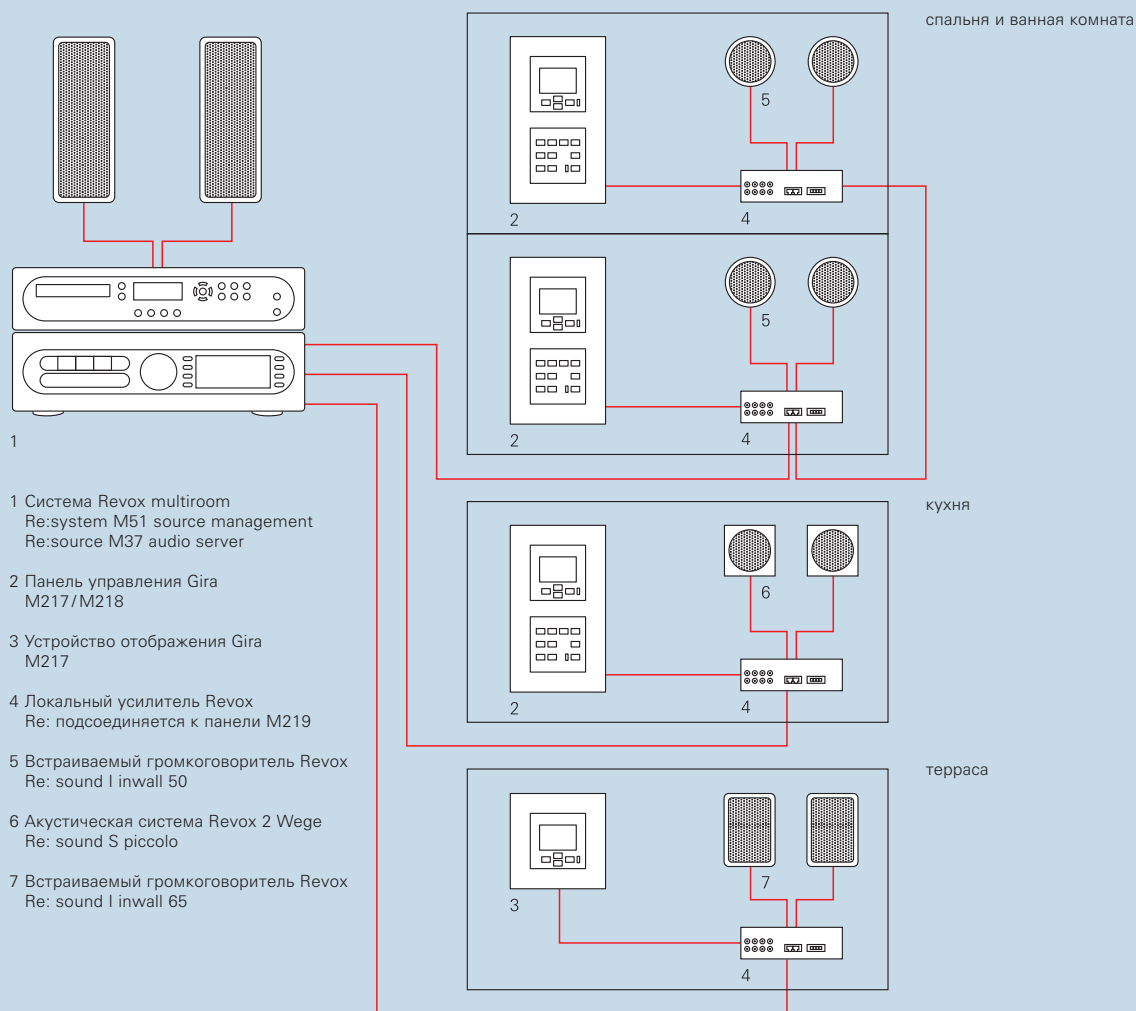 спальня и ванная комната
5
2
4
5
2
4
1
1 Система Revox multiroom
Re:system M51 source management
Re:source M37 audio server
2 Панель управления Gira
M217/M218
3 Устройство отображения Gira
M217
4 Локальный усилитель Revox
Re: подсоединяется к панели M219
5 Встраиваемый громкоговоритель Revox
Re: sound I inwall 50
6 Акустическая система Revox 2 Wege
Re: sound S piccolo
7 Встраиваемый громкоговоритель Revox
Re: sound I inwall 65
кухня
6
2
4
терраса
7
3
4